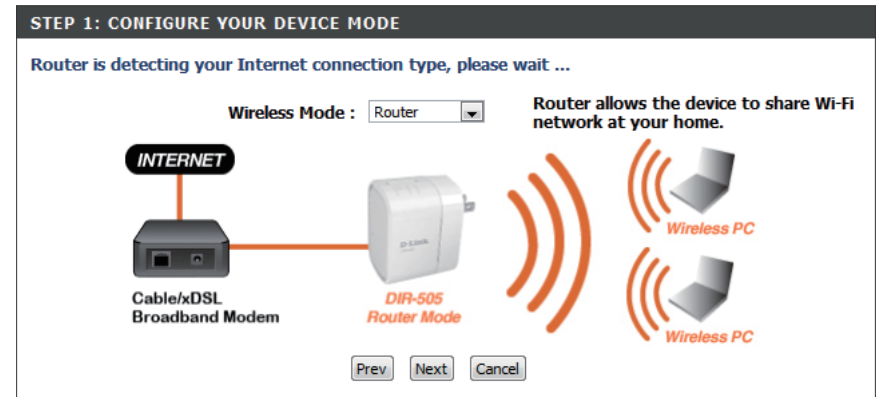 STEP 1: CONFIGURE YOUR DEVICE MODE
Router is detecting your Internet connection type, please wait ...
Wireless Mode : Router
Router allows the device to share Wi-Fi
network at your home.
INTERNET
D-Link
Wireless PC
Cable/xDSL
Broadband Modem
DIR-505
Router Mode
Wireless PC
Prev Next Cancel